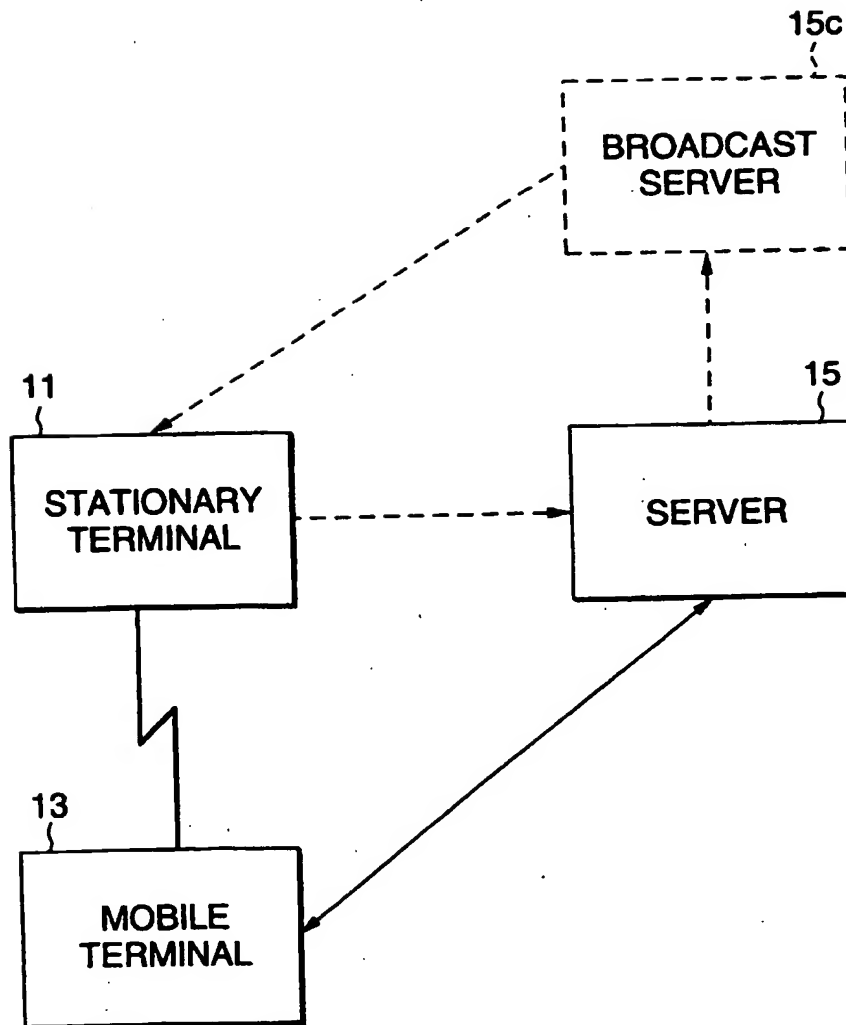 15c
BROADCAST
SERVER
11
15
STATIONARY
TERMINAL
SERVER
13
MOBILE
TERMINAL